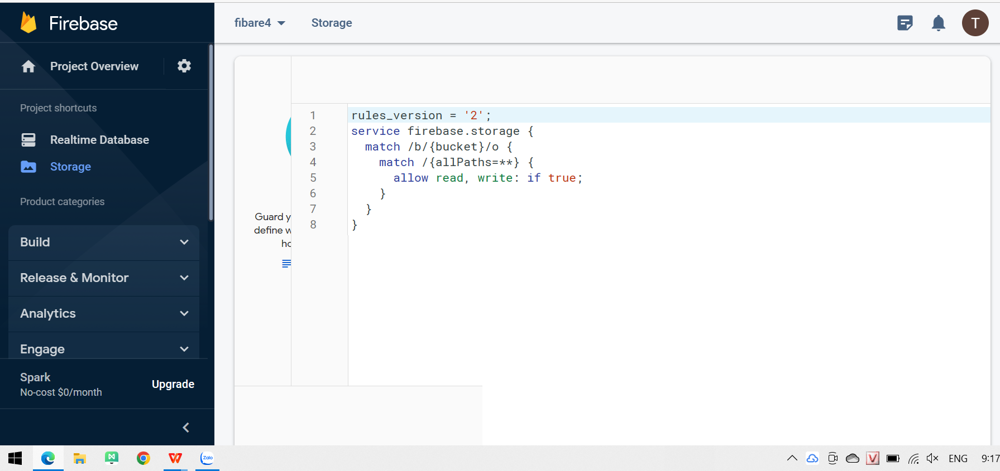 Firebase
fibare4
Storage
T
Project Overview
Project shortcuts
Realtime Database
Storage
Product categories
Build
Release & Monitor
Analytics
Engage
Spark
No-cost $0/month
Upgrade
Guard y
define w
ho
1 rules_version = '2';
2 service firebase.storage {
3   match /b/{bucket}/o {
4     match /{allPaths=**} {
5       allow read, write: if true;
6     }
7   }
8 }
Zalo
ENG
9:17